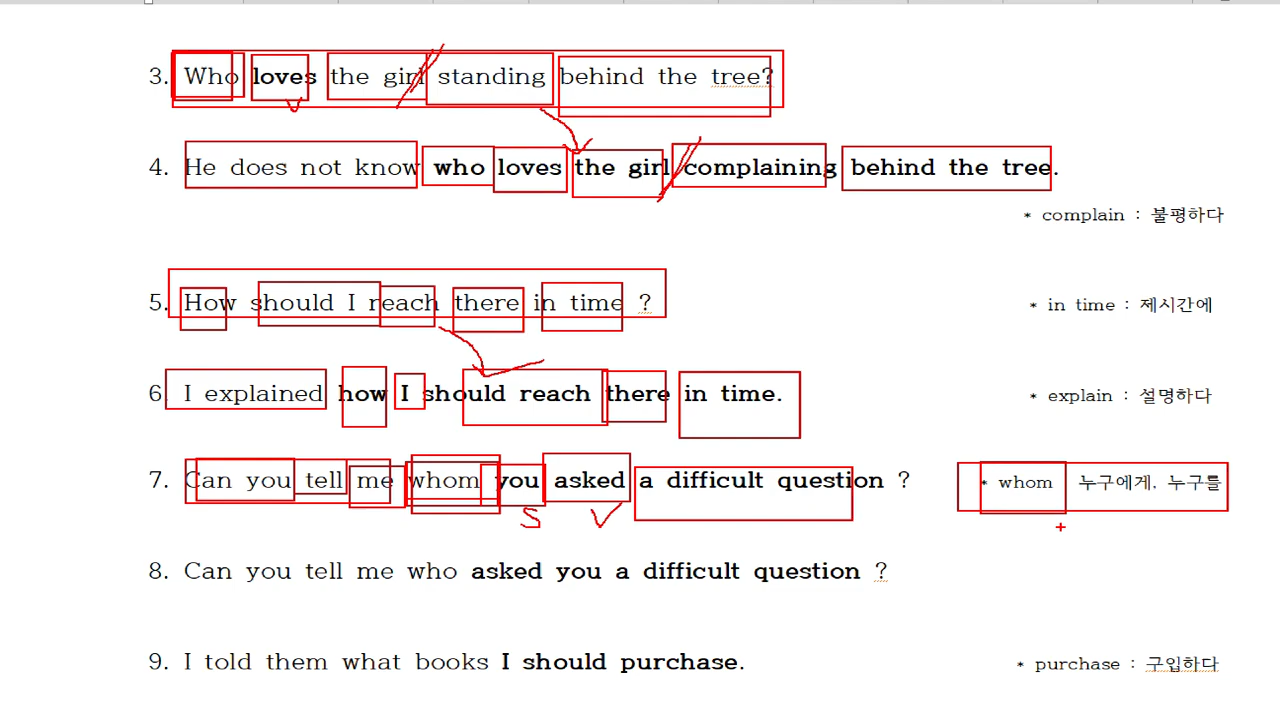 3. Who loves the girl standing behind the tree?
4. He does not know who loves the girl complaining behind the tree.
* complain : 불평하다
5. How should I reach there in time ? * in time : 제시간에
6. I explained how I should reach there in time. * explain : 설명하다
7. Can you tell me whom you asked a difficult question ? * whom 누구에게, 누구를
S V
8. Can you tell me who asked you a difficult question ?
9. I told them what books I should purchase. * purchase : 구입하다